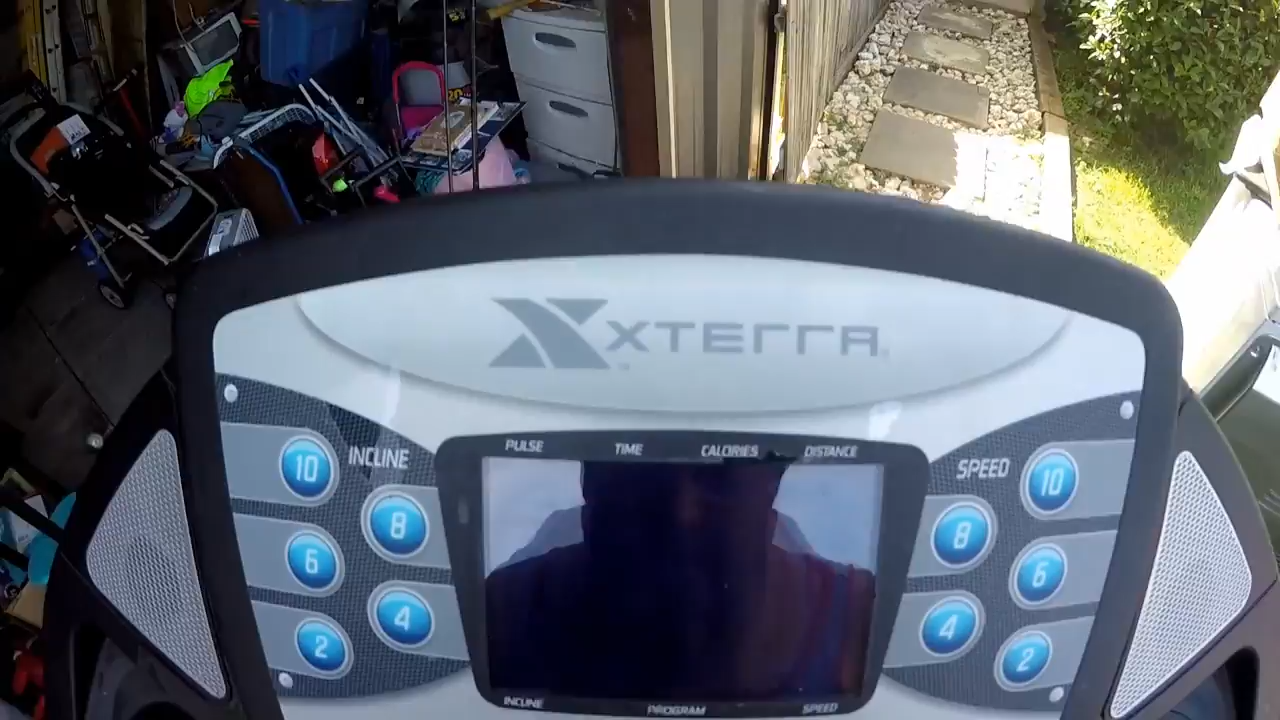 XTERRA
PULSE TIME CALORIES DISTANCE
INCLINE
10
8
6
4
2
SPEED
10
8
6
4
2
INCLINE PROGRAM SPEED